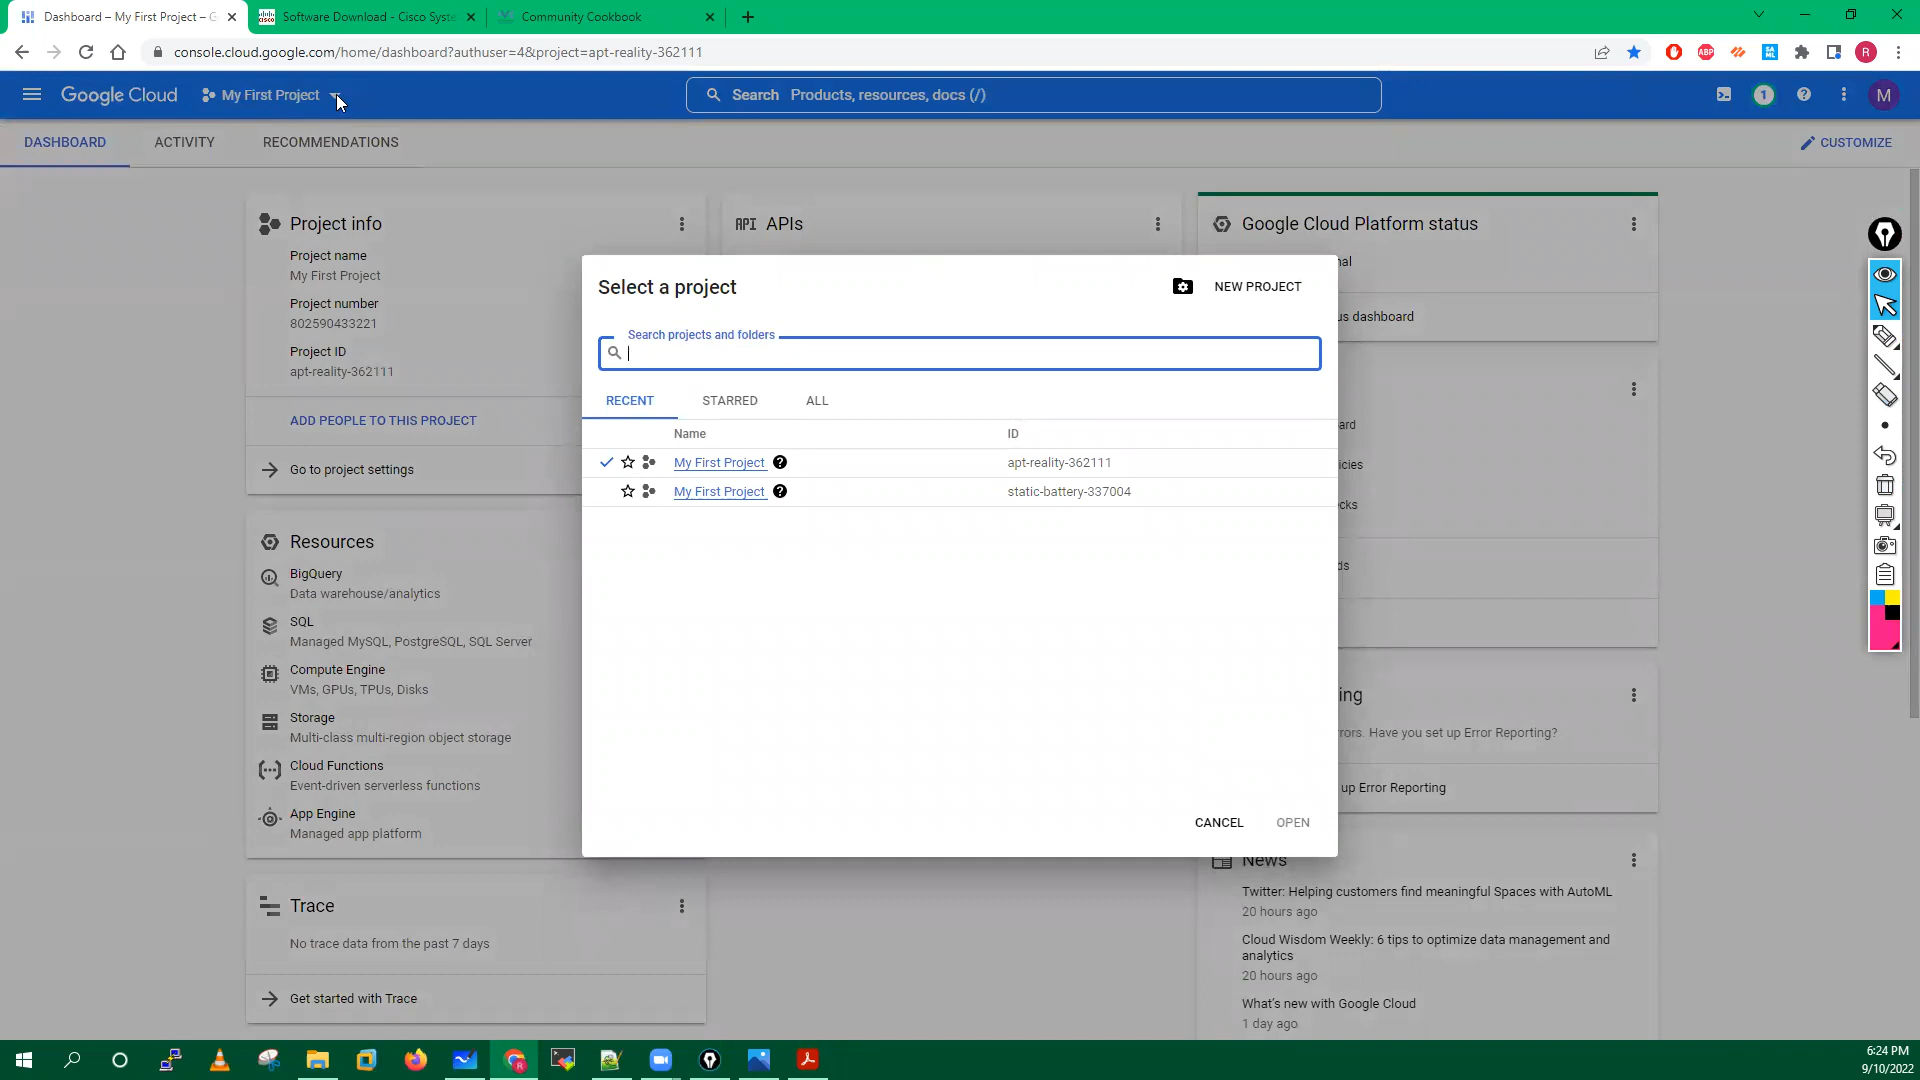 Dashboard – My First Project – G
Software Download - Cisco Syste
Community Cookbook
console.cloud.google.com/home/dashboard?authuser=4&project=apt-reality-362111
ABP
R
Google Cloud
My First Project
Search Products, resources, docs (/)
1
M
DASHBOARD
ACTIVITY
RECOMMENDATIONS
CUSTOMIZE
Project info
Project name
My First Project
Project number
802590433221
Project ID
apt-reality-362111
ADD PEOPLE TO THIS PROJECT
Go to project settings
Resources
BigQuery
Data warehouse/analytics
SQL
Managed MySQL, PostgreSQL, SQL Server
Compute Engine
VMs, GPUs, TPUs, Disks
Storage
Multi-class multi-region object storage
Cloud Functions
Event-driven serverless functions
App Engine
Managed app platform
Trace
No trace data from the past 7 days
Get started with Trace
API APIs
Select a project
NEW PROJECT
Search projects and folders
RECENT
STARRED
ALL
Name ID
My First Project apt-reality-362111
My First Project static-battery-337004
CANCEL
OPEN
Google Cloud Platform status
nal
us dashboard
ard
icies
cks
ds
ing
rors. Have you set up Error Reporting?
up Error Reporting
News
Twitter: Helping customers find meaningful Spaces with AutoML
20 hours ago
Cloud Wisdom Weekly: 6 tips to optimize data management and
analytics
20 hours ago
What's new with Google Cloud
1 day ago
6:24 PM
9/10/2022